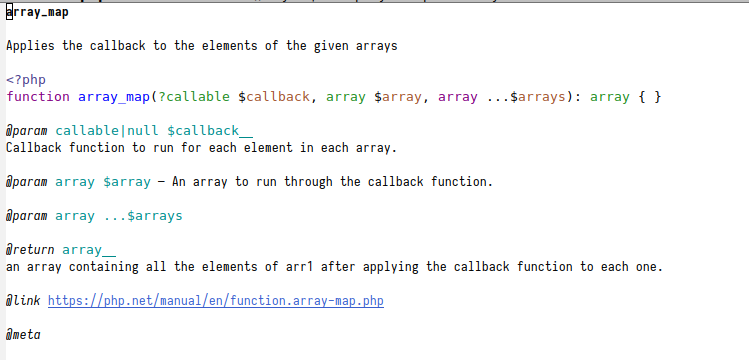 array_map
Applies the callback to the elements of the given arrays
<?php
function array_map(?callable $callback, array $array, array ...$arrays): array { }
@param callable|null $callback__
Callback function to run for each element in each array.
@param array $array — An array to run through the callback function.
@param array ...$arrays
@return array__
an array containing all the elements of arr1 after applying the callback function to each one.
@link https://php.net/manual/en/function.array-map.php
@meta